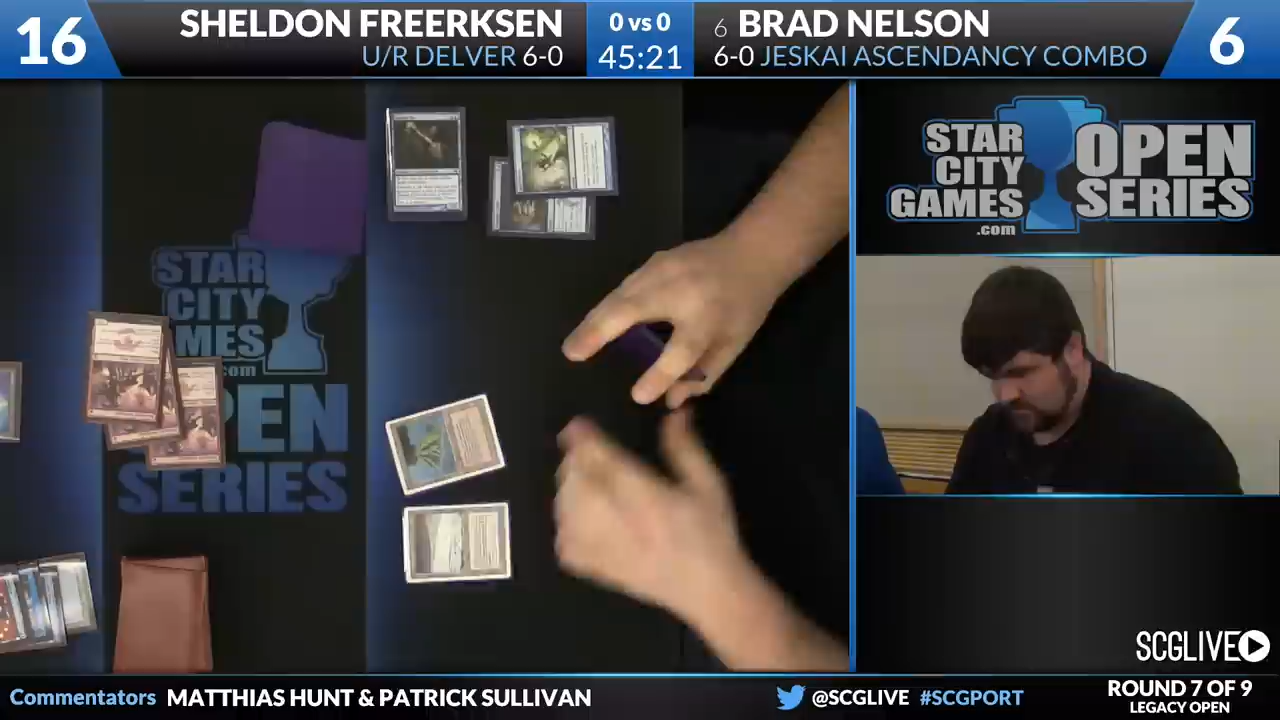 16
SHELDON FREERKSEN
U/R DELVER 6-0
0 vs 0
45:21
6 BRAD NELSON
6-0 JESKAI ASCENDANCY COMBO
6
STAR
CITY
GAMES
.com
OPEN
SERIES
STAR
CITY
MES
com
PEN
SERIES
SCGLIVE
Commentators MATTHIAS HUNT & PATRICK SULLIVAN
@SCGLIVE #SCGPORT
ROUND 7 OF 9
LEGACY OPEN